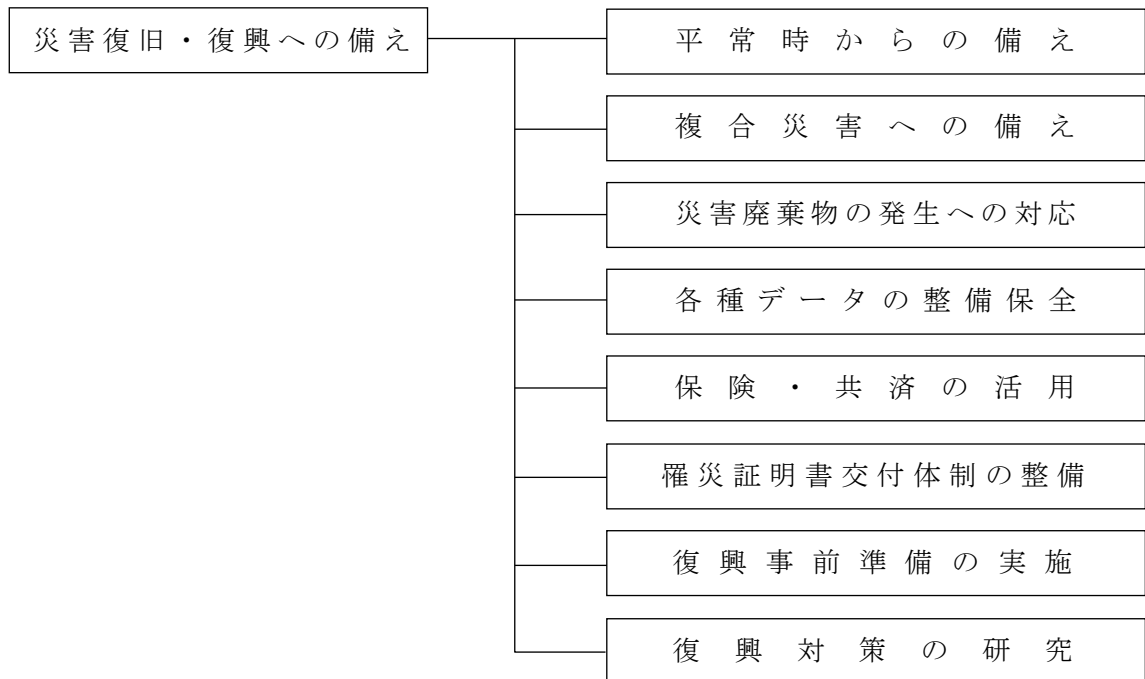 災害復旧・復興への備え
平常時からの備え
複合災害への備え
災害廃棄物の発生への対応
各種データの整備保全
保険・共済の活用
罹災証明書交付体制の整備
復興事前準備の実施
復興対策の研究